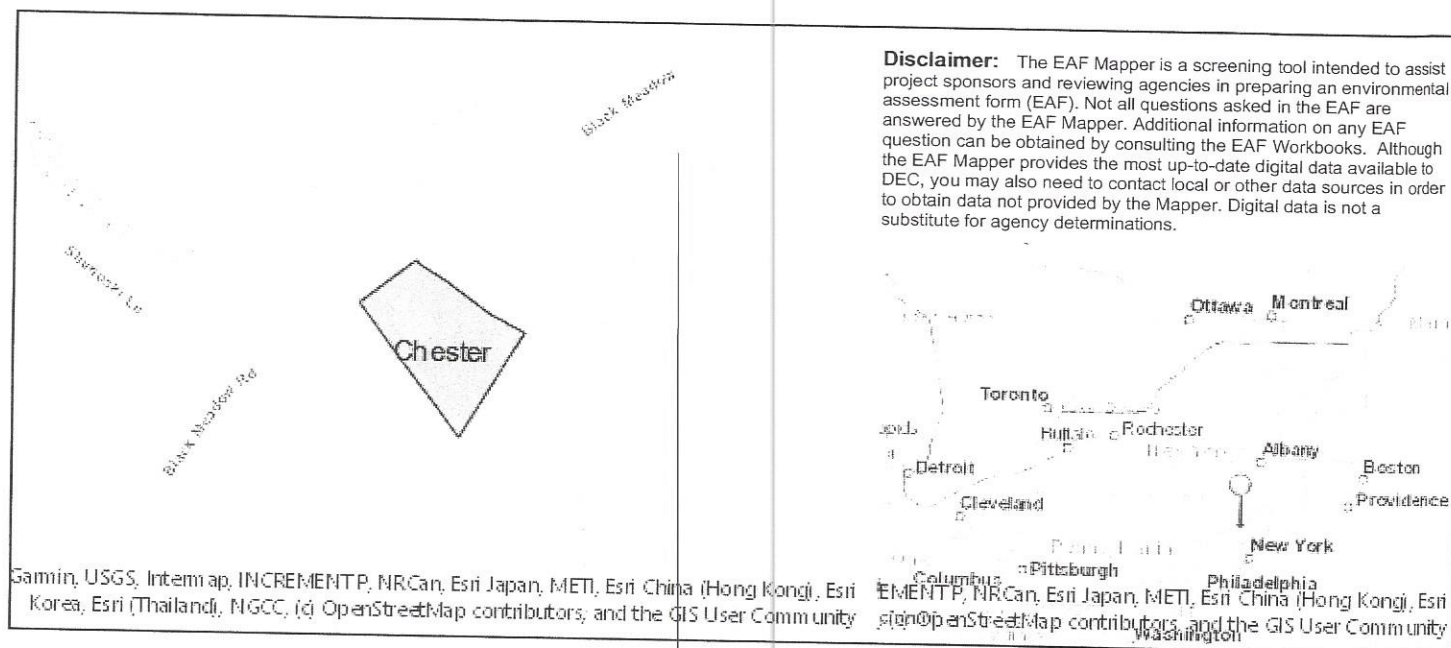 Disclaimer: The EAF Mapper is a screening tool intended to assist
project sponsors and reviewing agencies in preparing an environmental
assessment form (EAF). Not all questions asked in the EAF are
answered by the EAF Mapper. Additional information on any EAF
question can be obtained by consulting the EAF Workbooks. Although
the EAF Mapper provides the most up-to-date digital data available to
DEC, you may also need to contact local or other data sources in order
to obtain data not provided by the Mapper. Digital data is not a
substitute for agency determinations.
Black Meadow
Chester
Black Meadow Rd
Garmin, USGS, Intermap, INCREMENT P, NRCan, Esri Japan, METI, Esri China (Hong Kong), Esri
Korea, Esri (Thailand), NGCC, (c) OpenStreetMap contributors, and the GIS User Community
Ottawa
Montreal
Toronto
Buffalo
Rochester
Albany
Boston
Detroit
Cleveland
Providence
New York
Pittsburgh
Columbus
Philadelphia
EMENT P, NRCan, Esri Japan, METI, Esri China (Hong Kong), Esri
OpenStreetMap contributors, and the GIS User Community
Washington